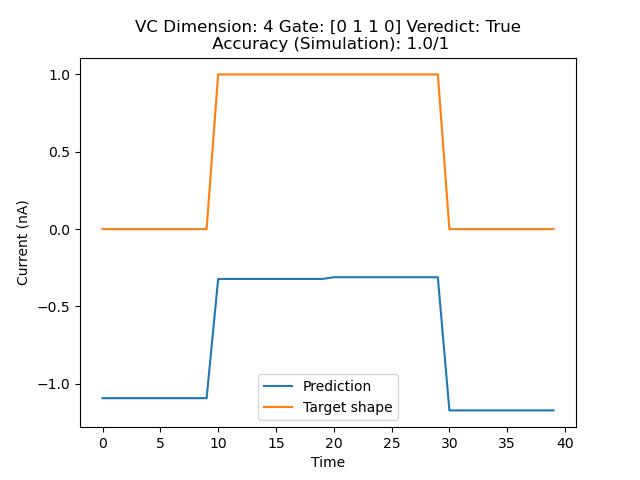 VC Dimension: 4 Gate: [0 1 1 0] Veredict: True
Accuracy (Simulation): 1.0/1
1.0
0.5
0.0
−0.5
−1.0
Current (nA)
Prediction
Target shape
0 5 10 15 20 25 30 35 40
Time